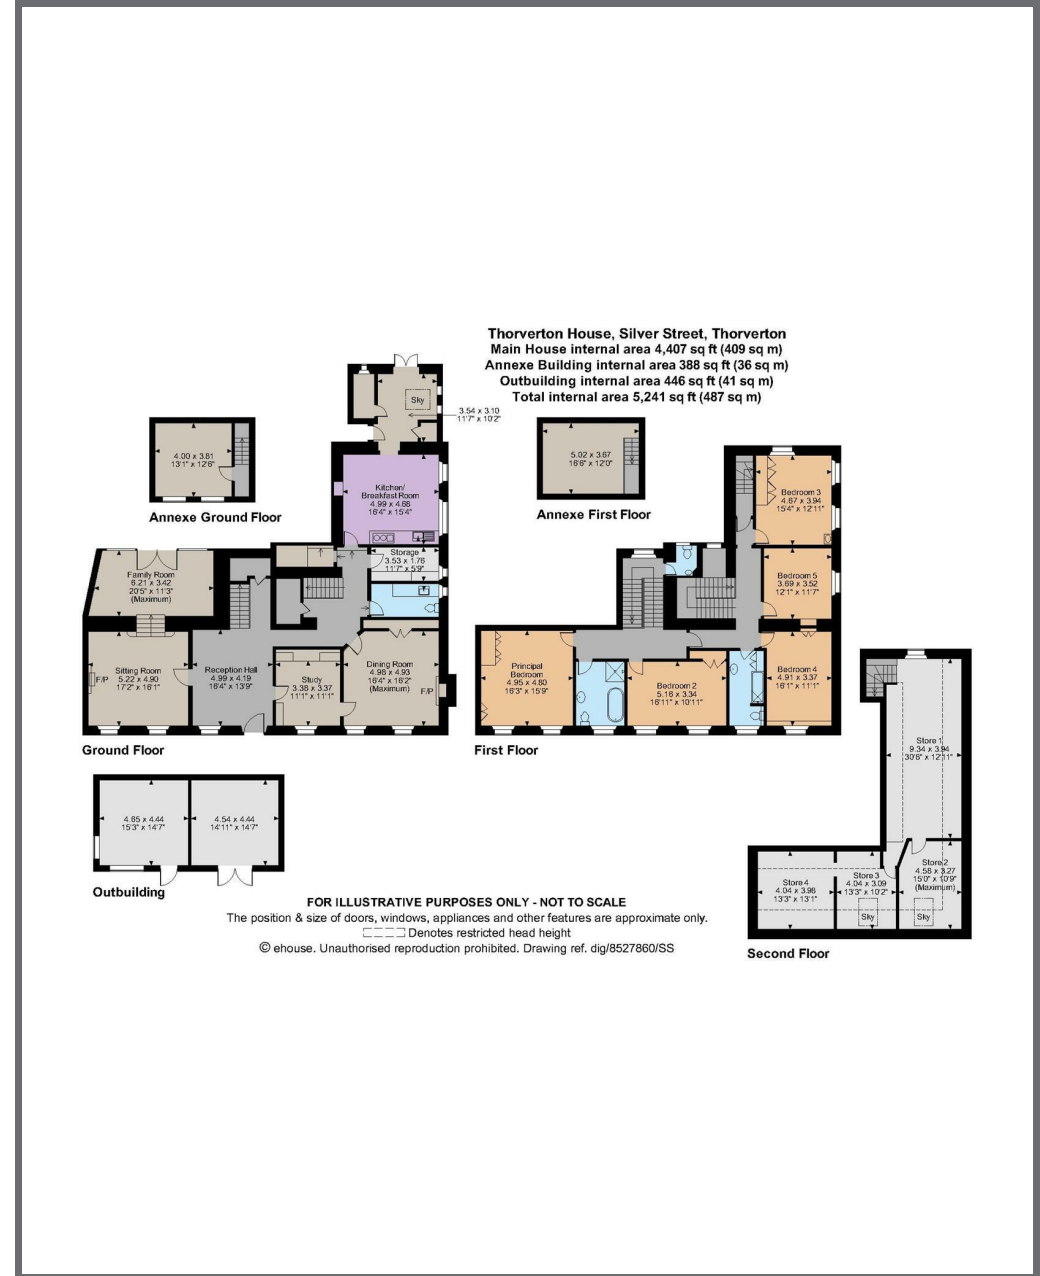 Thorverton House, Silver Street, Thorverton
Main House internal area 4,407 sq ft (409 sq m)
Annexe Building internal area 388 sq ft (36 sq m)
Outbuilding internal area 446 sq ft (41 sq m)
Total internal area 5,241 sq ft (487 sq m)
Sky
3.54 x 3.10
11'7" x 10'2"
4.00 x 3.81
13'1" x 12'6"
Annexe Ground Floor
5.02 x 3.67
16'6" x 12'0"
Annexe First Floor
Kitchen/
Breakfast Room
4.99 x 4.68
16'4" x 15'4"
Storage
3.53 x 1.76
11'7" x 5'9"
Family Room
6.21 x 3.42
20'5" x 11'3"
(Maximum)
Sitting Room
5.22 x 4.90
17'2" x 16'1"
F/P
Reception Hall
4.99 x 4.19
16'4" x 13'9"
Study
3.38 x 3.37
11'1" x 11'1"
Dining Room
4.98 x 4.93
16'4" x 16'2"
(Maximum)
F/P
Ground Floor
Bedroom 3
4.67 x 3.94
15'4" x 12'11"
Bedroom 5
3.69 x 3.52
12'1" x 11'7"
Principal
Bedroom
4.95 x 4.80
16'3" x 15'9"
Bedroom 2
5.16 x 3.34
16'11" x 10'11"
Bedroom 4
4.91 x 3.37
16'1" x 11'1"
First Floor
Store 1
9.34 x 3.94
30'8" x 12'11"
Store 2
4.58 x 3.27
15'0" x 10'9"
(Maximum)
Store 3
4.04 x 3.09
13'3" x 10'2"
Store 4
4.04 x 3.98
13'3" x 13'1"
Sky
Sky
Second Floor
4.65 x 4.44
15'3" x 14'7"
4.54 x 4.44
14'11" x 14'7"
Outbuilding
FOR ILLUSTRATIVE PURPOSES ONLY - NOT TO SCALE
The position & size of doors, windows, appliances and other features are approximate only.
Denotes restricted head height
© ehouse. Unauthorised reproduction prohibited. Drawing ref. dig/8527860/SS